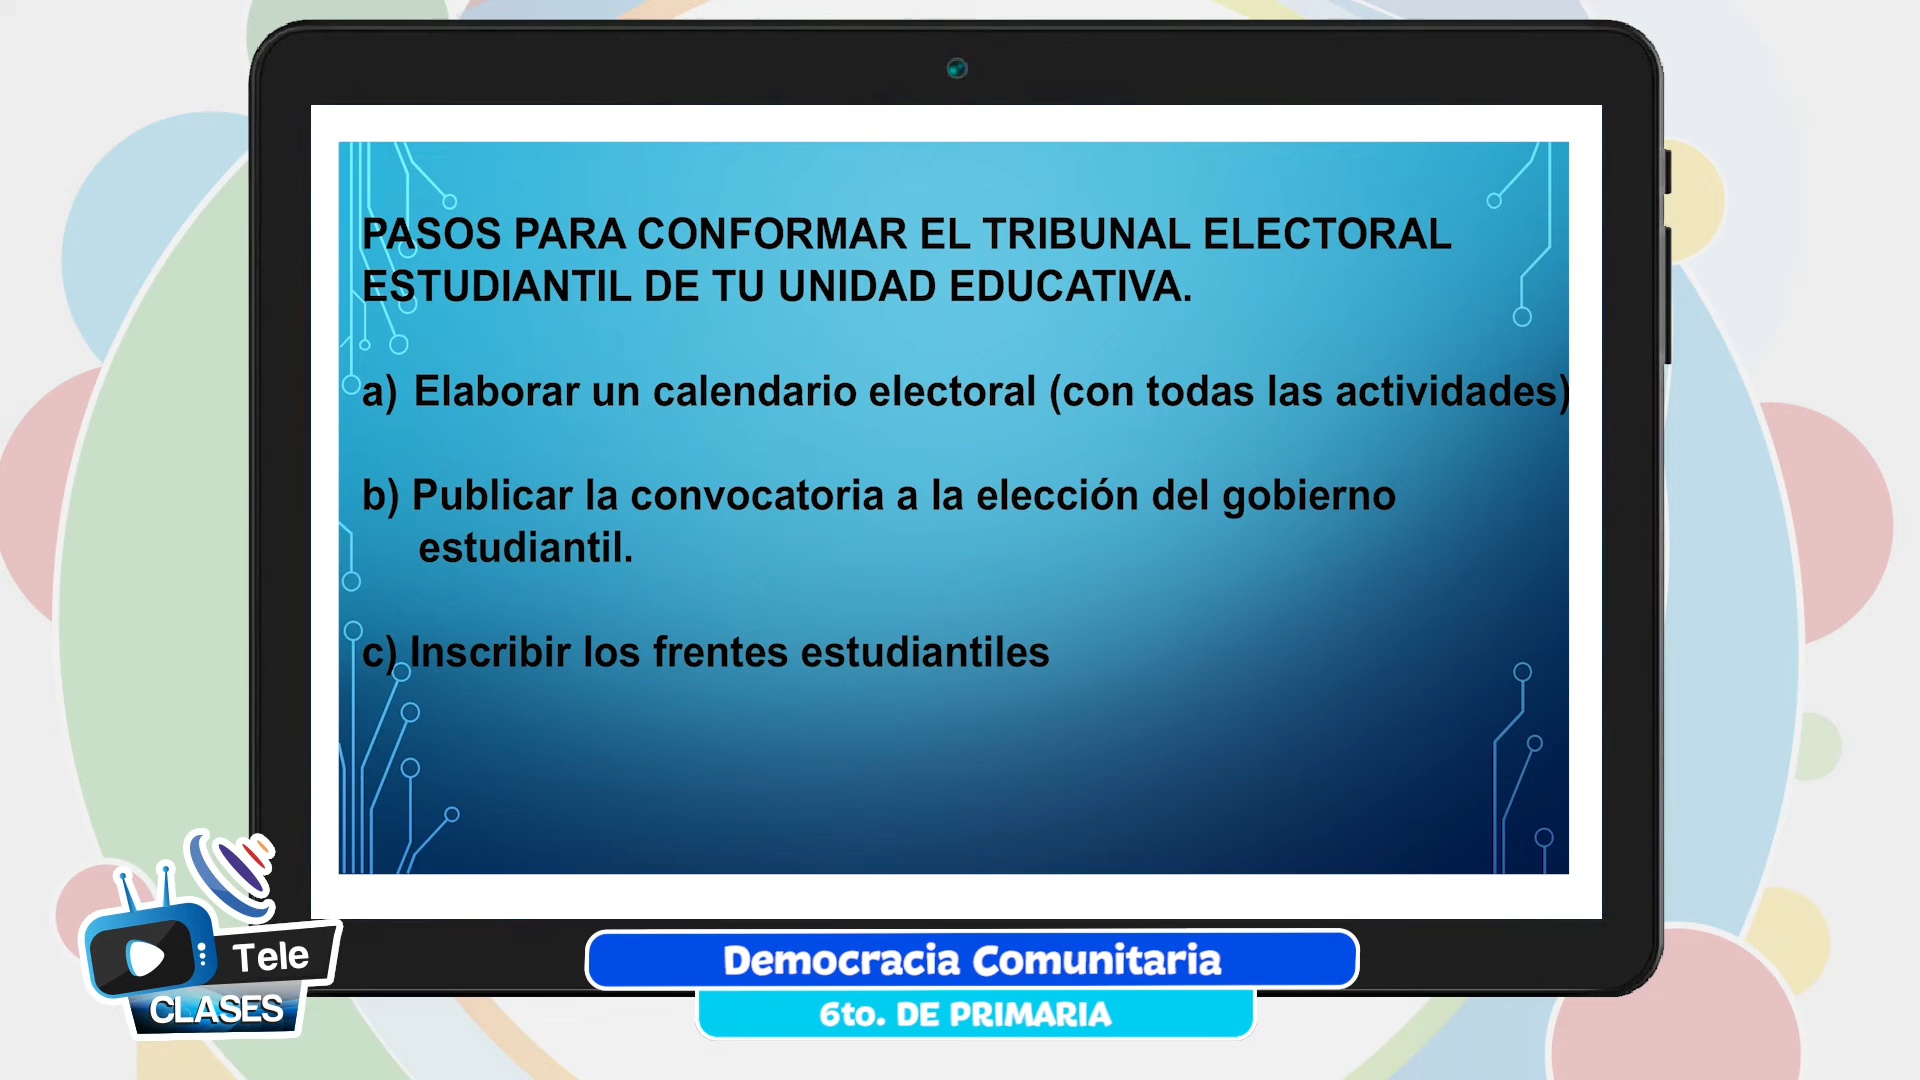 PASOS PARA CONFORMAR EL TRIBUNAL ELECTORAL
ESTUDIANTIL DE TU UNIDAD EDUCATIVA.
a) Elaborar un calendario electoral (con todas las actividades)
b) Publicar la convocatoria a la elección del gobierno
estudiantil.
c) Inscribir los frentes estudiantiles
Tele
CLASES
Democracia Comunitaria
6to. DE PRIMARIA